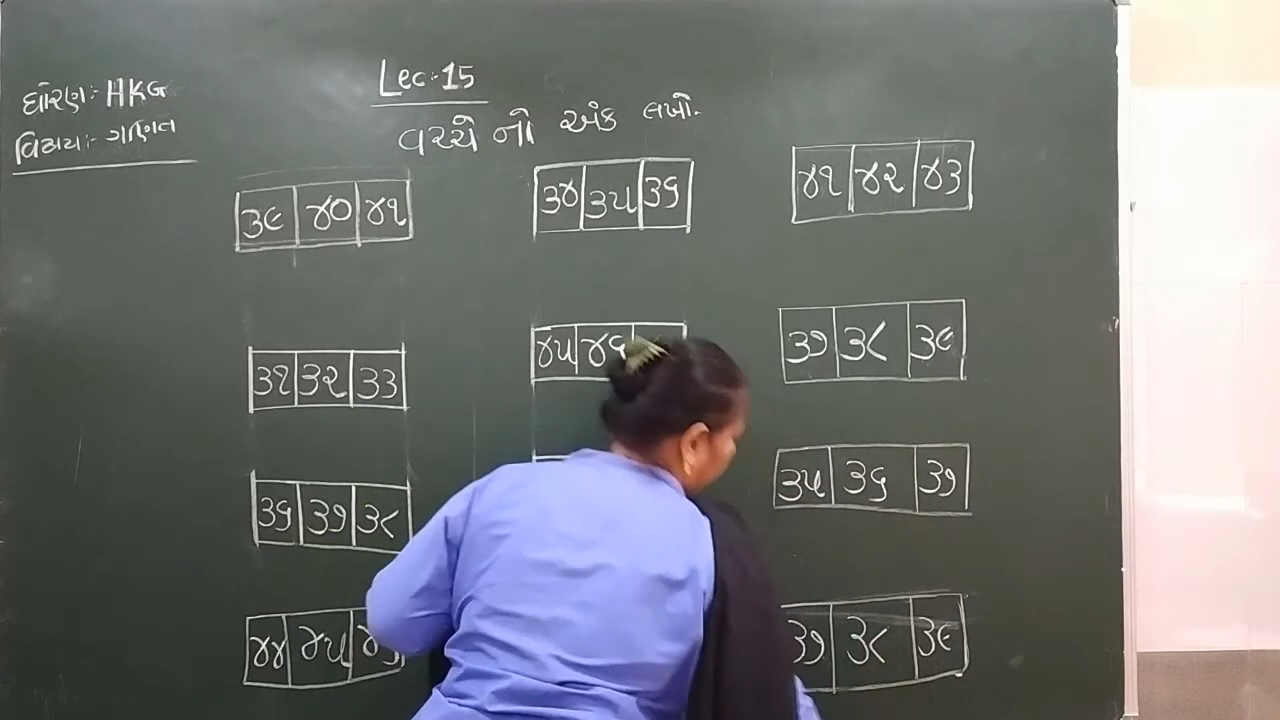 ધોરણઃ- HKG
વિષયઃ- ગણિત
Lec:-15
વચ્ચે નો અંક લખો.
૩૯ ૪૦ ૪૧
૩૪ ૩૫ ૩૬
૪૧ ૪૨ ૪૩
૩૧ ૩૨ ૩૩
૪૫ ૪૬
૩૭ ૩૮ ૩૯
૩૬ ૩૭ ૩૮
૩૫ ૩૬ ૩૭
૪૪ ૪૫
૩૭ ૩૮ ૩૯